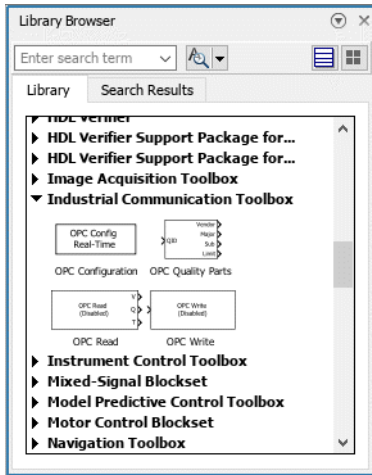 Library Browser
Enter search term
Library Search Results
HDL Verifier
HDL Verifier Support Package for...
HDL Verifier Support Package for...
Image Acquisition Toolbox
Industrial Communication Toolbox
OPC Config
Real-Time
QID
Vendor
Major
Sub
Limit
OPC Configuration OPC Quality Parts
OPC Read
(Disabled)
V
Q
T
OPC Write
(Disabled)
OPC Read OPC Write
Instrument Control Toolbox
Mixed-Signal Blockset
Model Predictive Control Toolbox
Motor Control Blockset
Navigation Toolbox